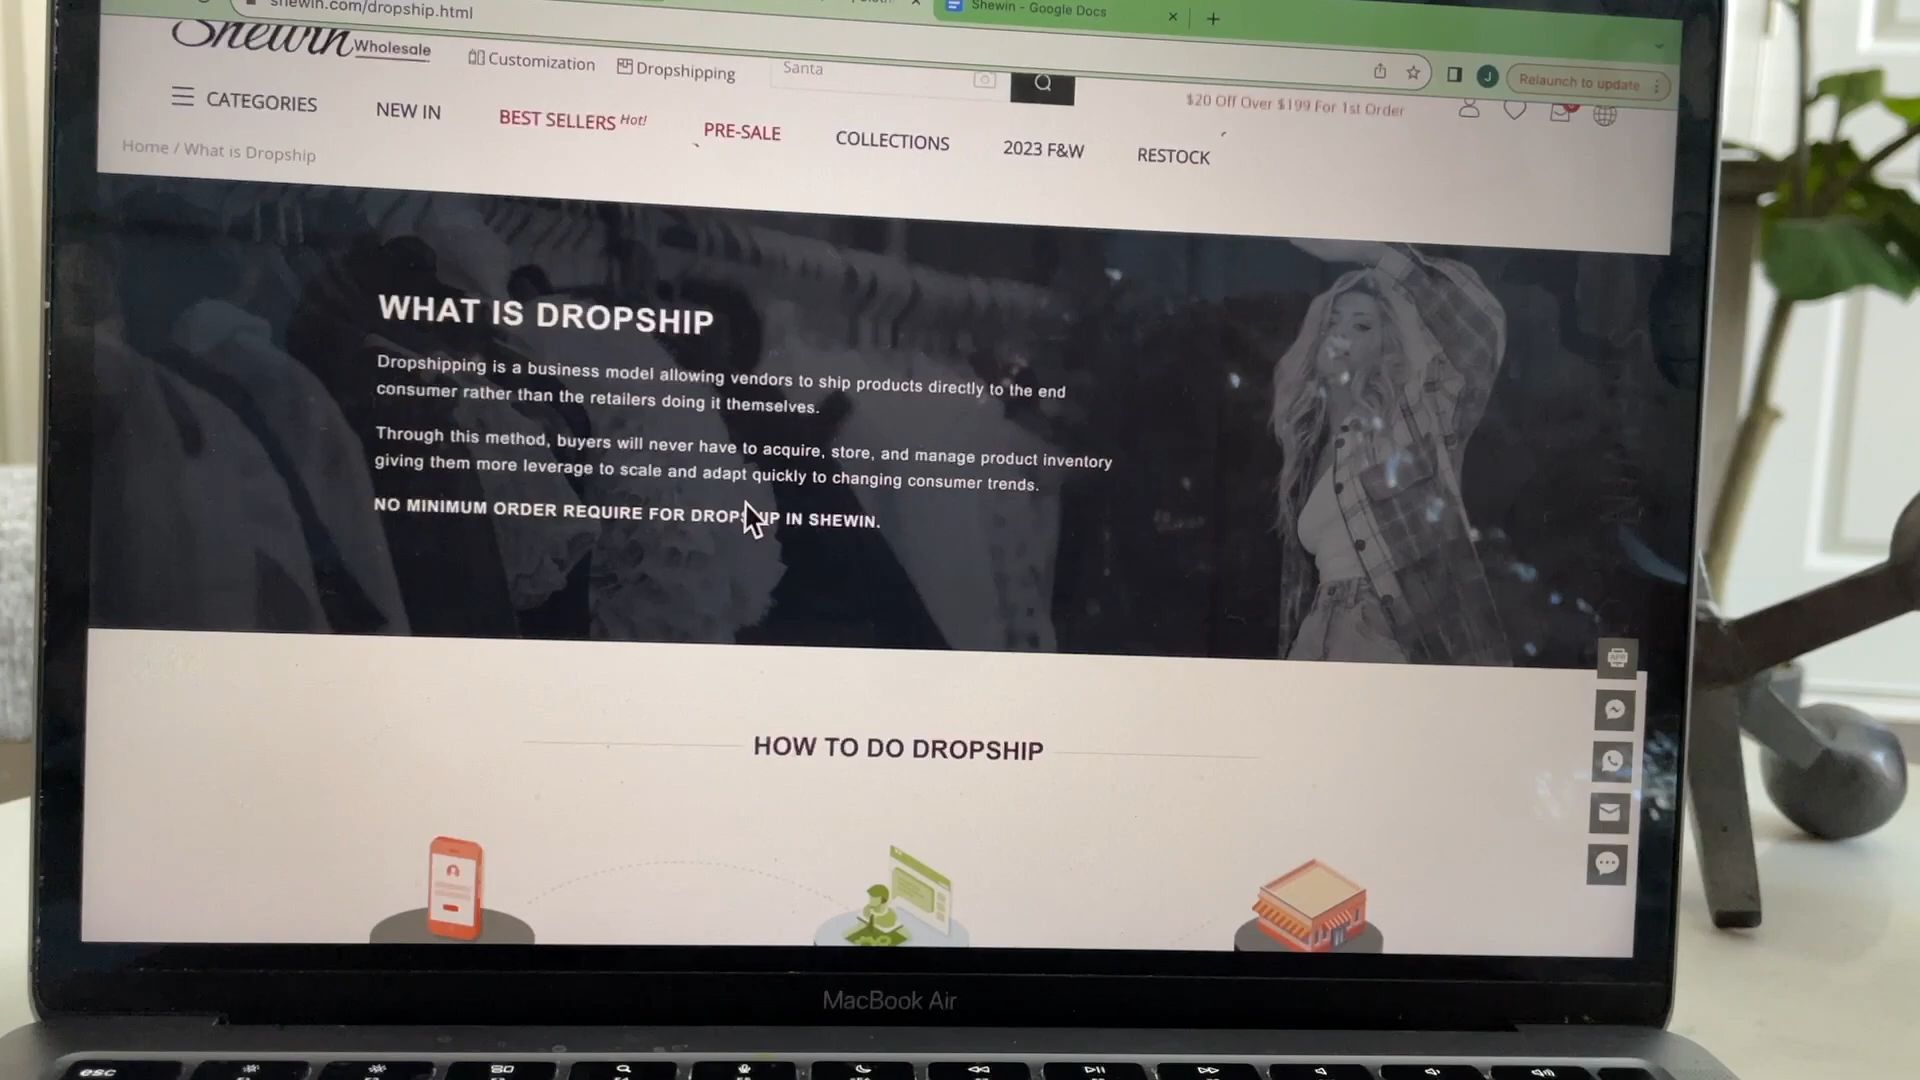 shewin.com/dropship.html
Shewin - Google Docs
Relaunch to update
Shewin Wholesale
Customization
Dropshipping
Santa
$20 Off Over $199 For 1st Order
CATEGORIES
NEW IN
BEST SELLERS Hot!
PRE-SALE
COLLECTIONS
2023 F&W
RESTOCK
Home / What is Dropship
WHAT IS DROPSHIP
Dropshipping is a business model allowing vendors to ship products directly to the end
consumer rather than the retailers doing it themselves.
Through this method, buyers will never have to acquire, store, and manage product inventory
giving them more leverage to scale and adapt quickly to changing consumer trends.
NO MINIMUM ORDER REQUIRE FOR DROPSHIP IN SHEWIN.
HOW TO DO DROPSHIP
MacBook Air
esc